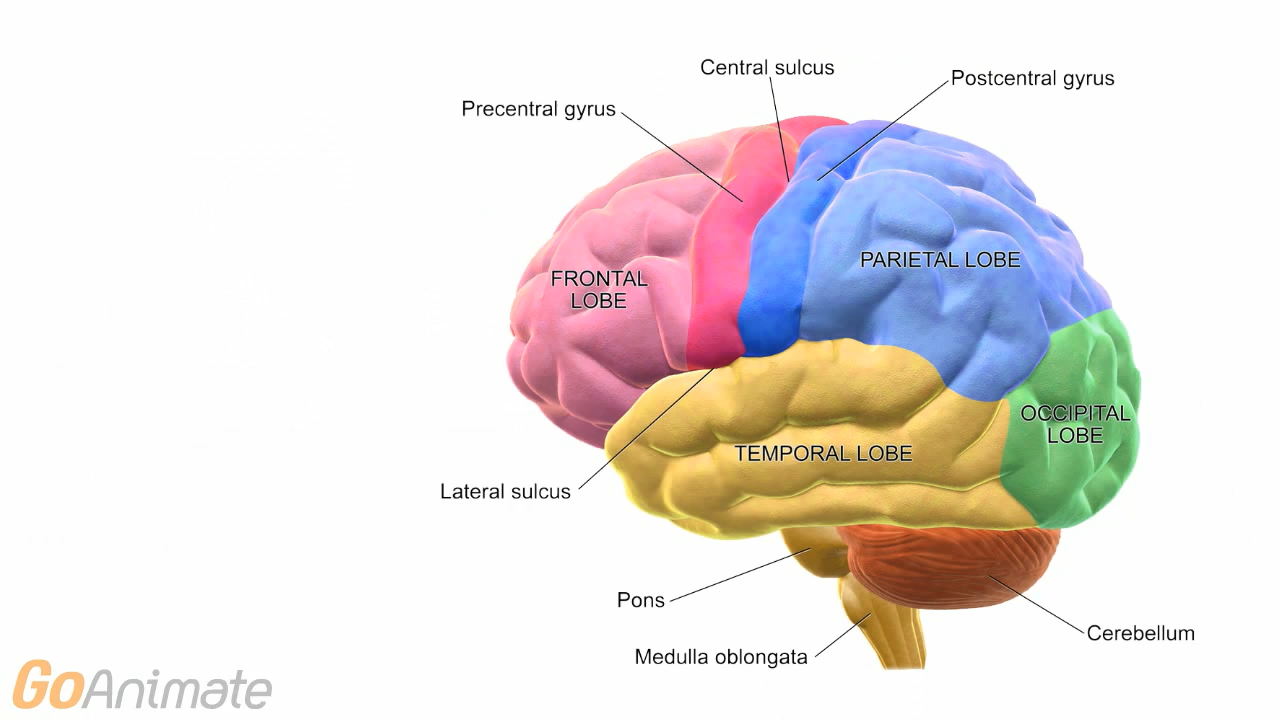 Central sulcus
Postcentral gyrus
Precentral gyrus
PARIETAL LOBE
FRONTAL
LOBE
OCCIPITAL
LOBE
TEMPORAL LOBE
Lateral sulcus
Pons
Cerebellum
Medulla oblongata
GoAnimate